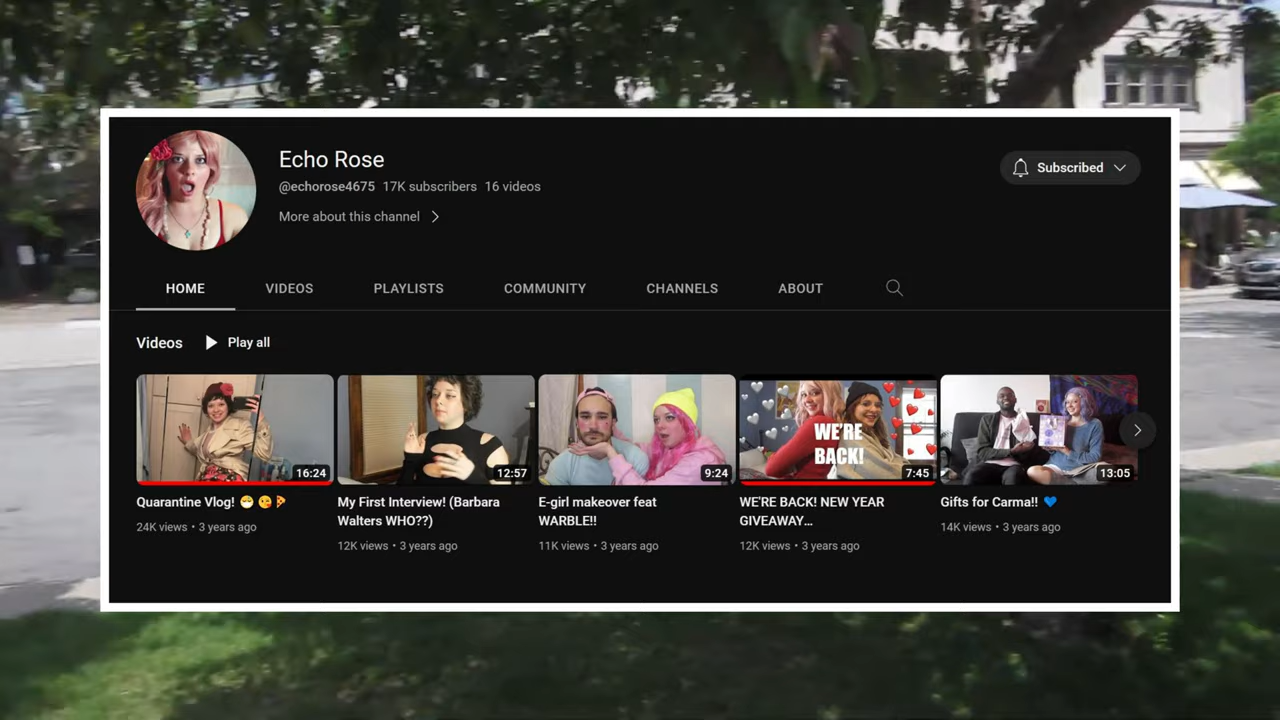 Echo Rose
@echorose4675 17K subscribers 16 videos
More about this channel
Subscribed
HOME VIDEOS PLAYLISTS COMMUNITY CHANNELS ABOUT
Videos Play all
16:24
12:57
9:24
WE'RE
BACK!
7:45
13:05
Quarantine Vlog! 😷 😘 🍕
24K views • 3 years ago
My First Interview! (Barbara
Walters WHO??)
12K views • 3 years ago
E-girl makeover feat
WARBLE!!
11K views • 3 years ago
WE'RE BACK! NEW YEAR
GIVEAWAY...
12K views • 3 years ago
Gifts for Carma!! 💙
14K views • 3 years ago